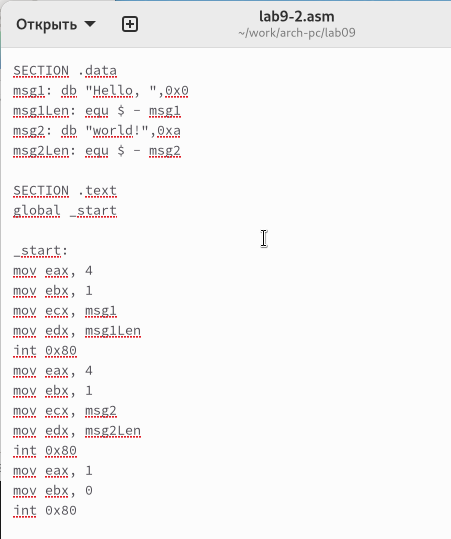 Открыть
lab9-2.asm
~/work/arch-pc/lab09
SECTION .data
msg1: db "Hello, ",0x0
msg1Len: equ $ - msg1
msg2: db "world!",0xa
msg2Len: equ $ - msg2
SECTION .text
global _start
_start:
mov eax, 4
mov ebx, 1
mov ecx, msg1
mov edx, msg1Len
int 0x80
mov eax, 4
mov ebx, 1
mov ecx, msg2
mov edx, msg2Len
int 0x80
mov eax, 1
mov ebx, 0
int 0x80